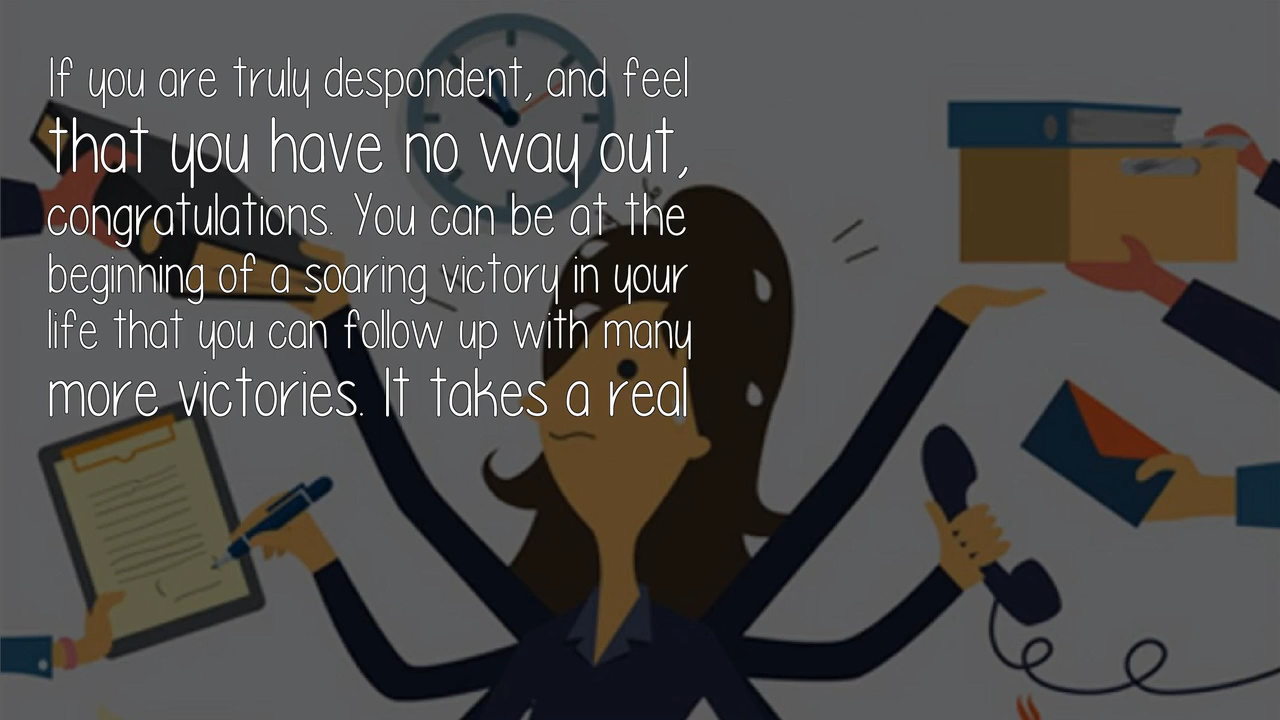 If you are truly despondent, and feel
that you have no way out,
congratulations. You can be at the
beginning of a soaring victory in your
life that you can follow up with many
more victories. It takes a real